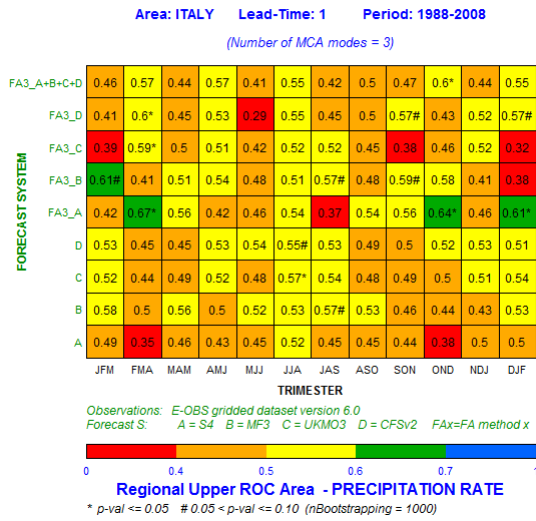 Area: ITALY Lead-Time: 1 Period: 1988-2008
(Number of MCA modes = 3)
FORECAST SYSTEM
FA3_A+B+C+D 0.46 0.57 0.44 0.57 0.41 0.55 0.42 0.5 0.47 0.6* 0.44 0.55
FA3_D 0.41 0.6* 0.45 0.53 0.29 0.55 0.45 0.5 0.57# 0.43 0.52 0.57#
FA3_C 0.39 0.59* 0.5 0.51 0.42 0.52 0.52 0.45 0.38 0.46 0.52 0.32
FA3_B 0.61# 0.41 0.51 0.54 0.48 0.51 0.57# 0.48 0.59# 0.58 0.41 0.38
FA3_A 0.42 0.67* 0.56 0.42 0.46 0.54 0.37 0.54 0.56 0.64* 0.46 0.61*
D 0.53 0.45 0.45 0.53 0.54 0.55# 0.53 0.49 0.5 0.52 0.53 0.51
C 0.52 0.44 0.49 0.52 0.48 0.57* 0.54 0.48 0.49 0.5 0.51 0.54
B 0.58 0.5 0.56 0.5 0.52 0.53 0.57# 0.53 0.46 0.44 0.43 0.53
A 0.49 0.35 0.46 0.43 0.45 0.52 0.45 0.45 0.44 0.38 0.5 0.5
JFM FMA MAM AMJ MJJ JJA JAS ASO SON OND NDJ DJF
TRIMESTER
Observations: E-OBS gridded dataset version 6.0
Forecast S: A = S4 B = MF3 C = UKMO3 D = CFSv2 FAx=FA method x
0 0.4 0.5 0.6 0.7 1
Regional Upper ROC Area - PRECIPITATION RATE
* p-val <= 0.05 # 0.05 < p-val <= 0.10 (nBootstrapping = 1000)